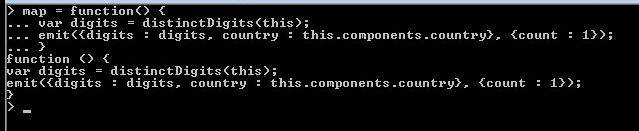 > map = function() {
... var digits = distinctDigits(this);
... emit({digits : digits, country : this.components.country}, {count : 1});
... }
function () {
var digits = distinctDigits(this);
emit({digits : digits, country : this.components.country}, {count : 1});
}
> _